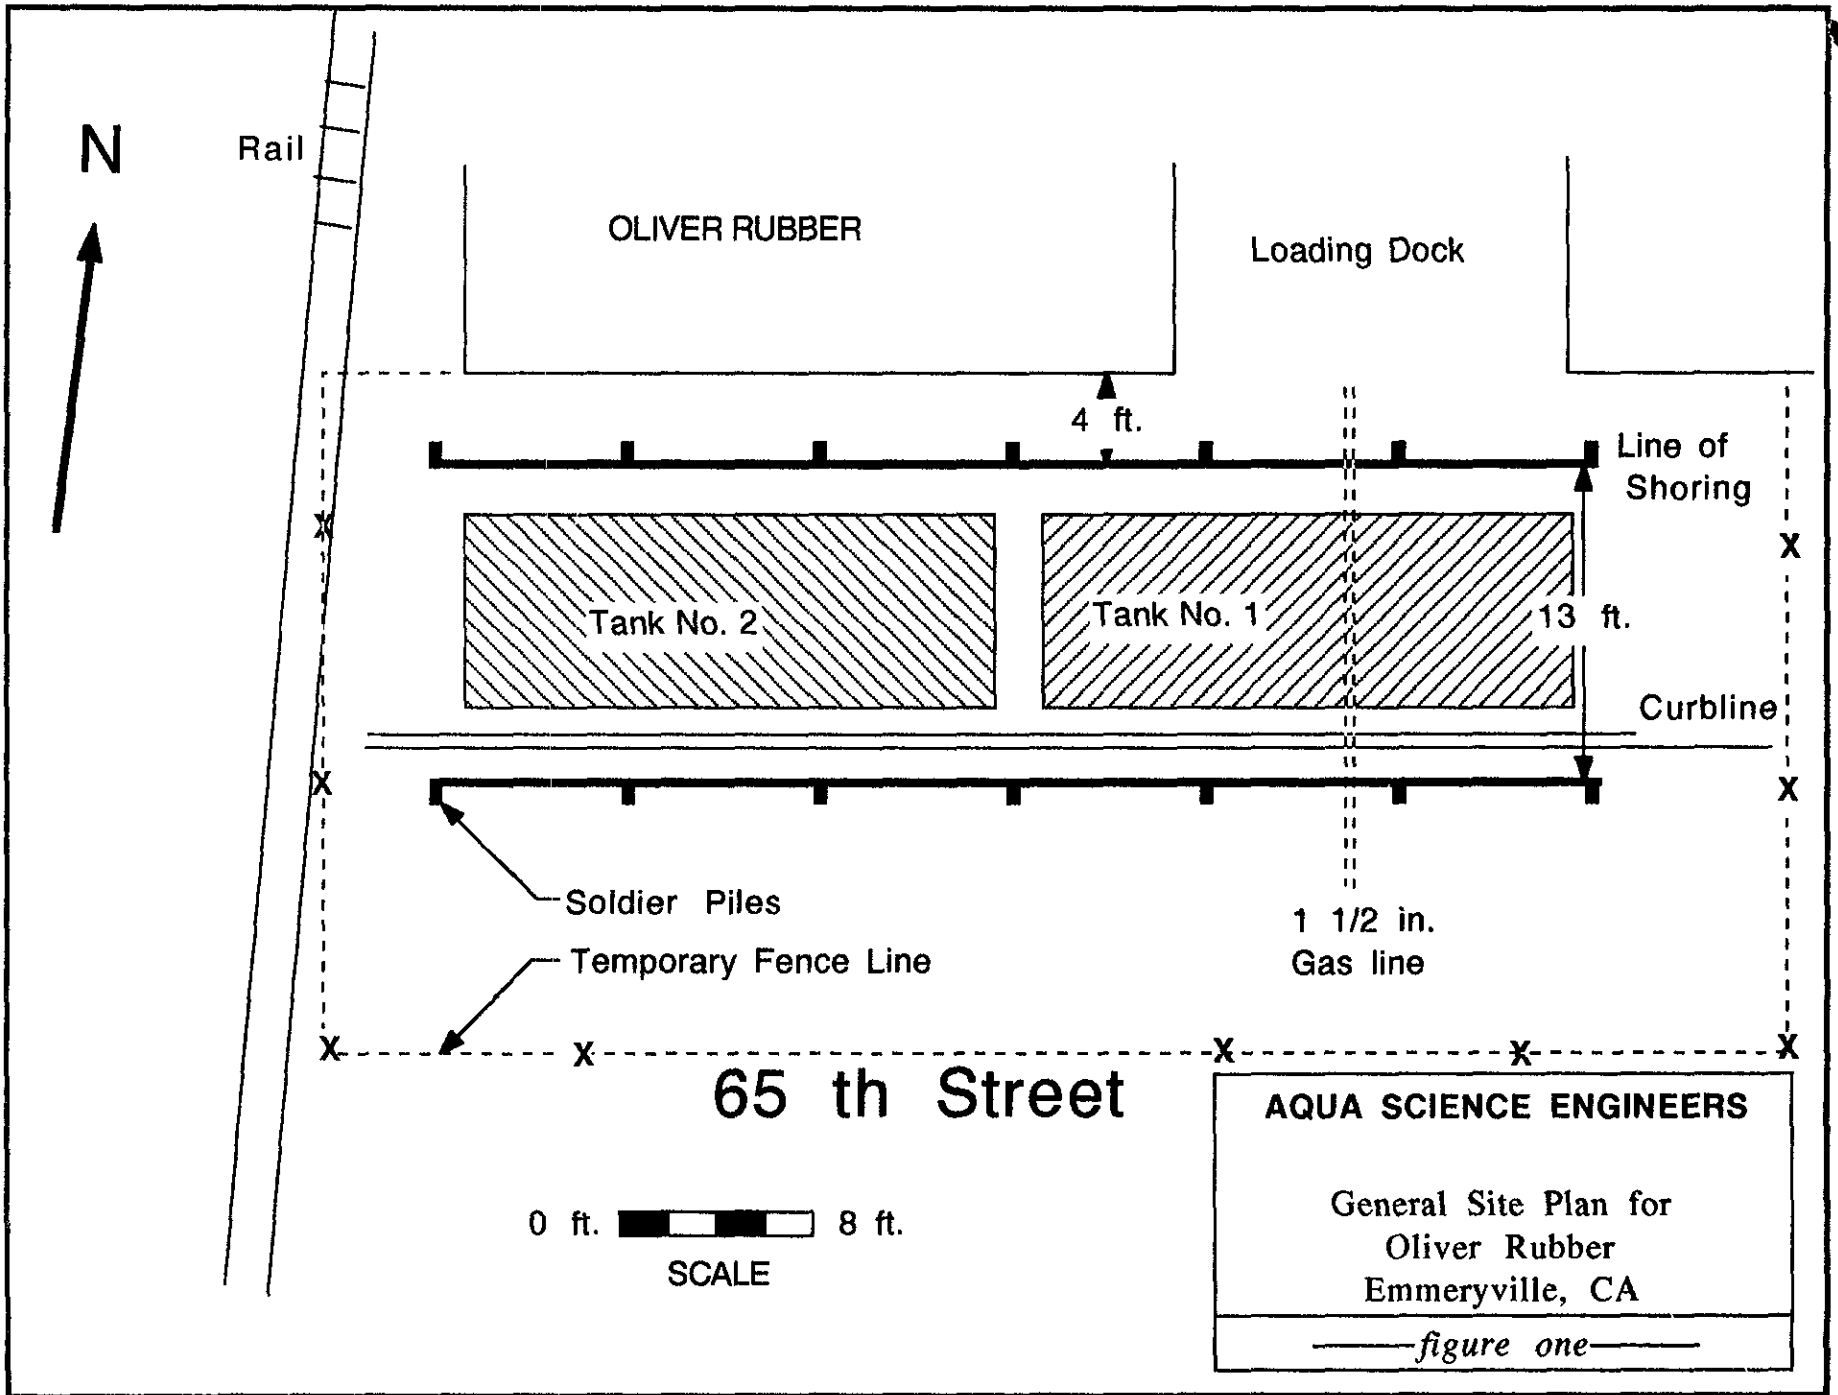 N
Rail
OLIVER RUBBER
Loading Dock
4 ft.
Line of
Shoring
Tank No. 2
Tank No. 1
13 ft.
Curbline
Soldier Piles
Temporary Fence Line
1 1/2 in.
Gas line
65 th Street
0 ft.
8 ft.
SCALE
AQUA SCIENCE ENGINEERS
General Site Plan for
Oliver Rubber
Emmeryville, CA
figure one